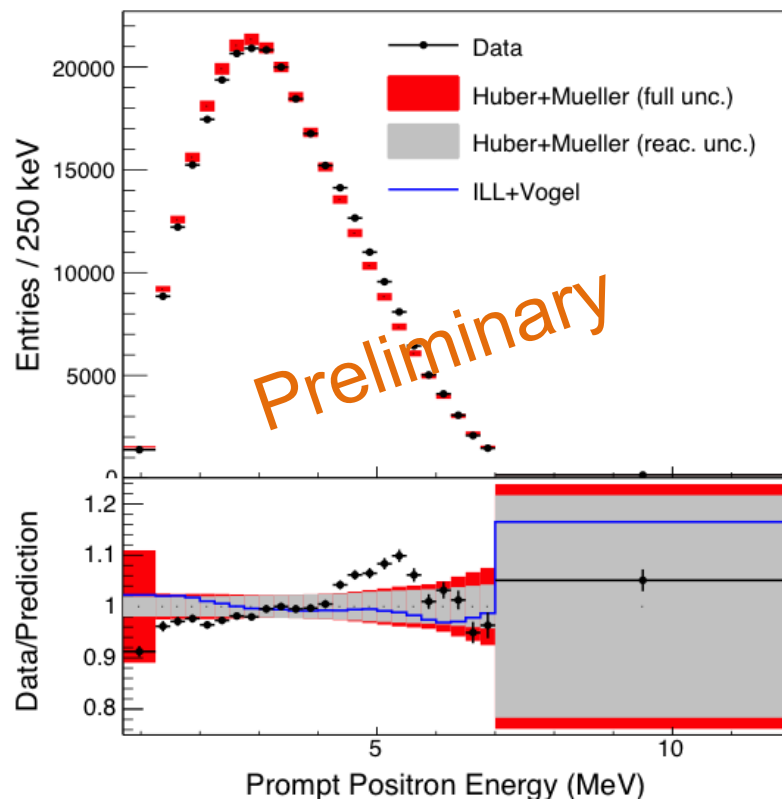 Entries / 250 keV
20000
15000
10000
5000
0
Data
Huber+Mueller (full unc.)
Huber+Mueller (reac. unc.)
ILL+Vogel
Preliminary
Data/Prediction
1.2
1.1
1
0.9
0.8
5
10
Prompt Positron Energy (MeV)